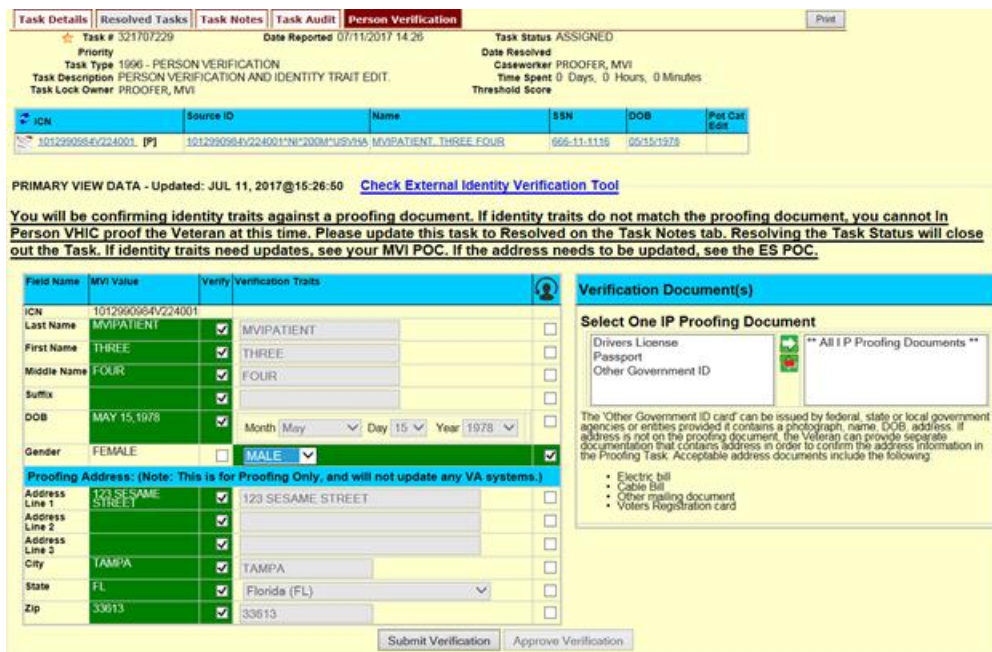 Task Details Resolved Tasks Task Notes Task Audit Person Verification Print
Task # 321707229 Date Reported 07/11/2017 14:26 Task Status ASSIGNED
Priority Date Resolved
Task Type 1996 - PERSON VERIFICATION Caseworker PROOFER, MVI
Task Description PERSON VERIFICATION AND IDENTITY TRAIT EDIT. Time Spent 0 Days, 0 Hours, 0 Minutes
Task Lock Owner PROOFER, MVI Threshold Score
ICN Source ID Name SSN DOB Pot Cat Edit
1012990984V224001 [P] 1012990984V224001^NI^200M^USVHA MVIPATIENT, THREE FOUR 666-11-1116 05/15/1978
PRIMARY VIEW DATA - Updated: JUL 11, 2017@15:26:50 Check External Identity Verification Tool
You will be confirming identity traits against a proofing document. If identity traits do not match the proofing document, you cannot In
Person VHIC proof the Veteran at this time. Please update this task to Resolved on the Task Notes tab. Resolving the Task Status will close
out the Task. If identity traits need updates, see your MVI POC. If the address needs to be updated, see the ES POC.
Field Name MVI Value Verify Verification Traits
ICN 1012990984V224001
Last Name MVIPATIENT MVIPATIENT
First Name THREE THREE
Middle Name FOUR FOUR
Suffix
DOB MAY 15,1978 Month May Day 15 Year 1978
Gender FEMALE MALE
Proofing Address: (Note: This is for Proofing Only, and will not update any VA systems.)
Address Line 1 123 SESAME STREET 123 SESAME STREET
Address Line 2
Address Line 3
City TAMPA TAMPA
State FL Florida (FL)
Zip 33613 33613
Submit Verification Approve Verification
Verification Document(s)
Select One IP Proofing Document
Drivers License
Passport
Other Government ID
** All I P Proofing Documents **
The 'Other Government ID card' can be issued by federal, state or local government
agencies or entities provided it contains a photograph, name, DOB, address. If
address is not on the proofing document, the Veteran can provide separate
documentation that contains address in order to confirm the address information in
the Proofing Task. Acceptable address documents include the following:
• Electric bill
• Cable Bill
• Other mailing document
• Voters Registration card